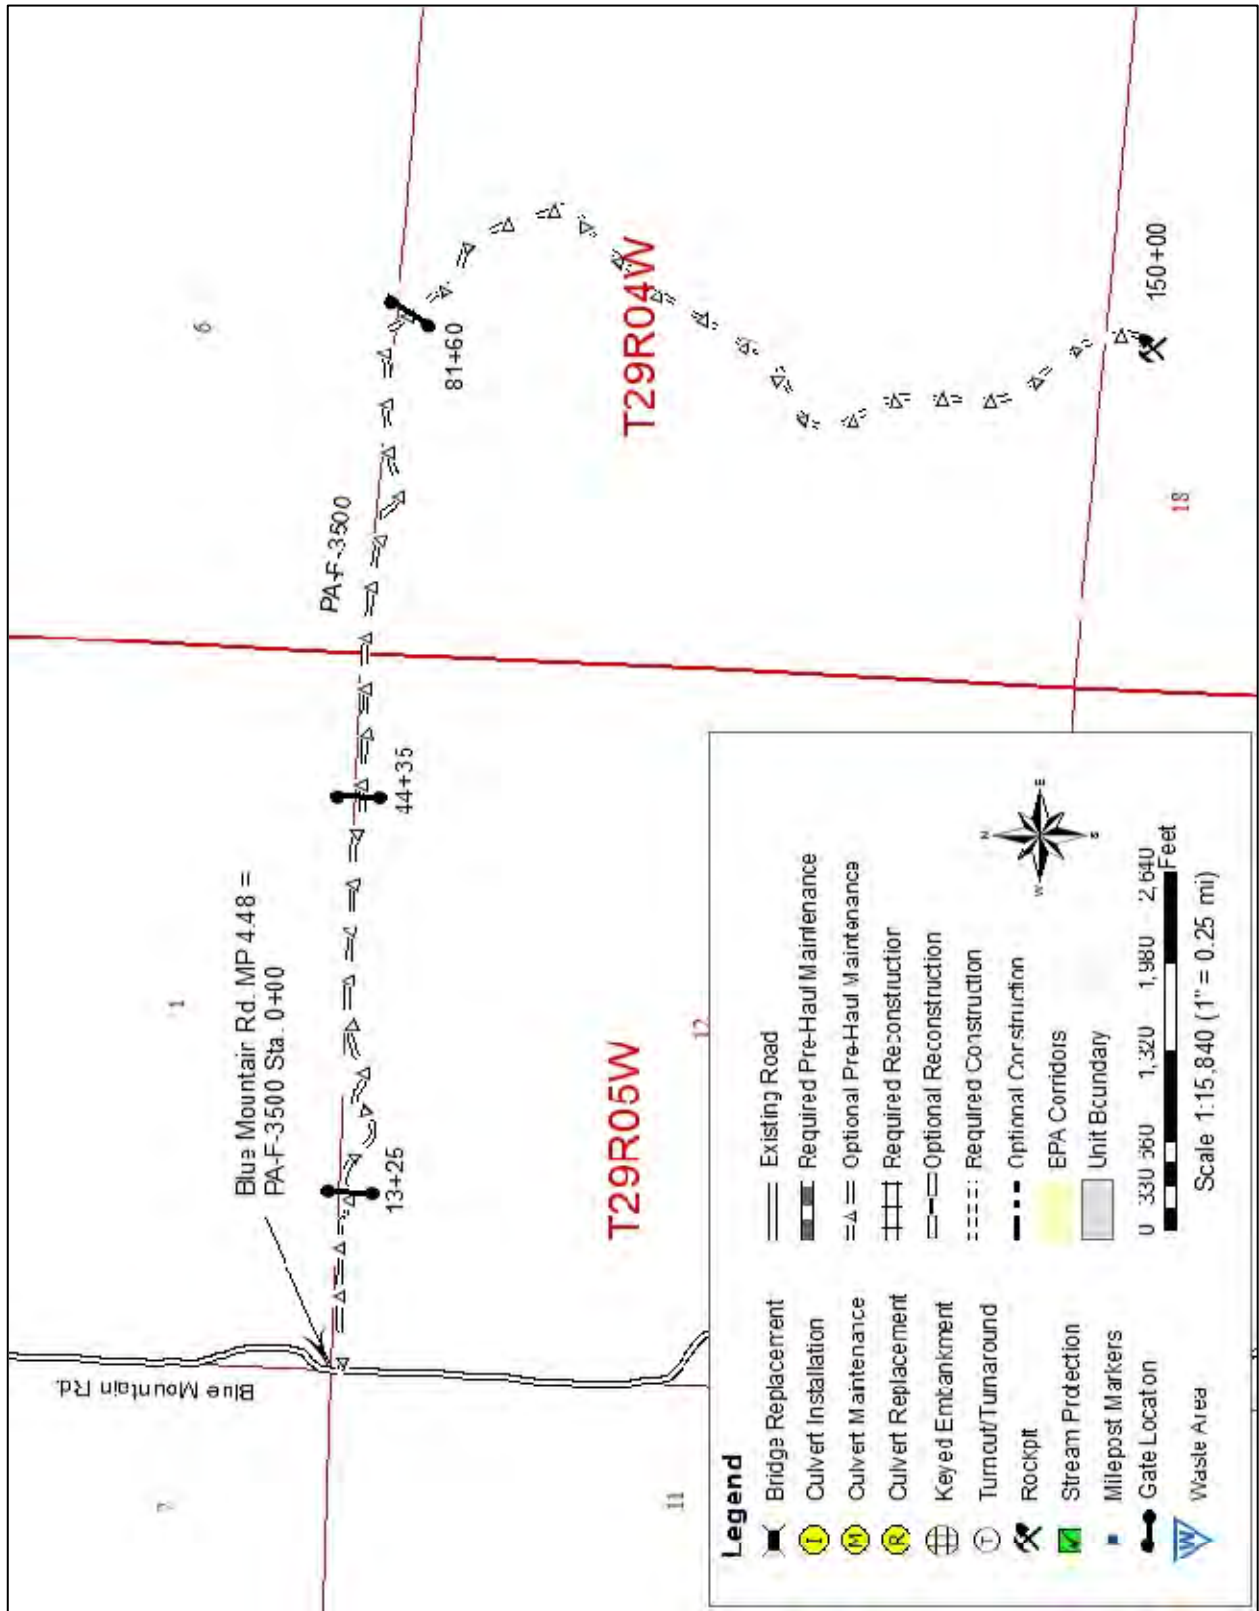 6
1
7
12
11
18
PA-F-3500
Blue Mountain Rd. MP 4.48 =
PA-F-3500 Sta. 0+00
Blue Mountain Rd.
13+25
44+35
81+60
150+00
T29R05W
T29R04W
Legend
Bridge Replacement
Culvert Installation
Culvert Maintenance
Culvert Replacement
Keyed Embankment
Turnout/Turnaround
Rockpit
Stream Protection
Milepost Markers
Gate Location
Waste Area
I
M
R
T
W
Existing Road
Required Pre-Haul Maintenance
Optional Pre-Haul Maintenance
Required Reconstruction
Optional Reconstruction
Required Construction
Optional Construction
EPA Corridors
Unit Boundary
N
E
S
W
0 330 660 1,320 1,980 2,640
Feet
Scale 1:15,840 (1" = 0.25 mi)